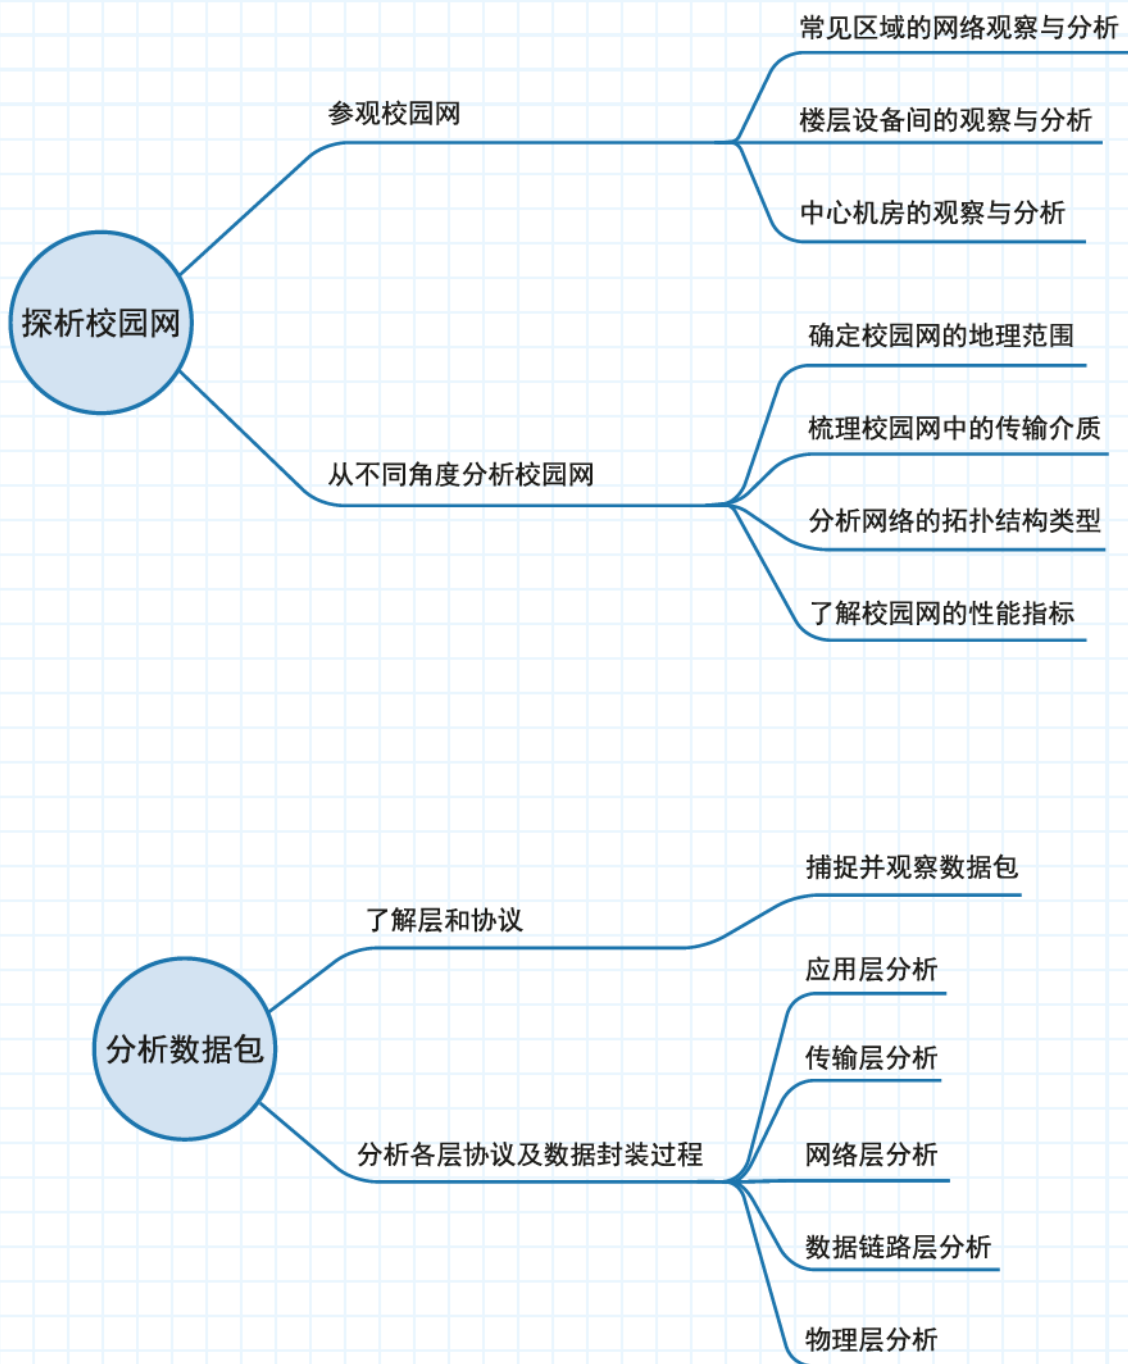 探析校园网
参观校园网
常见区域的网络观察与分析
楼层设备间的观察与分析
中心机房的观察与分析
从不同角度分析校园网
确定校园网的地理范围
梳理校园网中的传输介质
分析网络的拓扑结构类型
了解校园网的性能指标
分析数据包
了解层和协议
捕捉并观察数据包
分析各层协议及数据封装过程
应用层分析
传输层分析
网络层分析
数据链路层分析
物理层分析